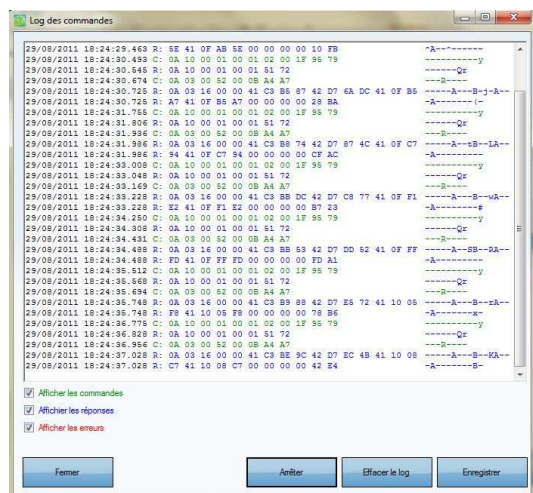 Log des commandes
29/08/2011 18:24:29.463 R: 5E 41 0F AB 5E 00 00 00 00 10 FB ^A--^------
29/08/2011 18:24:30.493 C: 0A 10 00 01 00 01 02 00 1F 95 79 ----------y
29/08/2011 18:24:30.545 R: 0A 10 00 01 00 01 51 72 ------Qr
29/08/2011 18:24:30.674 C: 0A 03 00 52 00 0B A4 A7 ---R----
29/08/2011 18:24:30.725 R: 0A 03 16 00 00 41 C3 B5 87 42 D7 6A DC 41 0F B5 -----A---B-j-A--
29/08/2011 18:24:30.725 R: A7 41 0F B5 A7 00 00 00 00 28 BA -A-------(-
29/08/2011 18:24:31.755 C: 0A 10 00 01 00 01 02 00 1F 95 79 ----------y
29/08/2011 18:24:31.806 R: 0A 10 00 01 00 01 51 72 ------Qr
29/08/2011 18:24:31.936 C: 0A 03 00 52 00 0B A4 A7 ---R----
29/08/2011 18:24:31.986 R: 0A 03 16 00 00 41 C3 B8 74 42 D7 87 4C 41 0F C7 -----A--tB-LA--
29/08/2011 18:24:31.986 R: 94 41 0F C7 94 00 00 00 00 CF AC -A---------
29/08/2011 18:24:33.008 C: 0A 10 00 01 00 01 02 00 1F 95 79 ----------y
29/08/2011 18:24:33.048 R: 0A 10 00 01 00 01 51 72 ------Qr
29/08/2011 18:24:33.169 C: 0A 03 00 52 00 0B A4 A7 ---R----
29/08/2011 18:24:33.228 R: 0A 03 16 00 00 41 C3 BB DC 42 D7 C8 77 41 0F F1 -----A---B--wA--
29/08/2011 18:24:33.228 R: E2 41 0F F1 E2 00 00 00 00 B7 23 -A--------#
29/08/2011 18:24:34.250 C: 0A 10 00 01 00 01 02 00 1F 95 79 ----------y
29/08/2011 18:24:34.308 R: 0A 10 00 01 00 01 51 72 ------Qr
29/08/2011 18:24:34.431 C: 0A 03 00 52 00 0B A4 A7 ---R----
29/08/2011 18:24:34.488 R: 0A 03 16 00 00 41 C3 BB 53 42 D7 DD 52 41 0F FF -----A--SB--RA--
29/08/2011 18:24:34.488 R: FD 41 0F FF FD 00 00 00 00 FD A1 -A---------
29/08/2011 18:24:35.512 C: 0A 10 00 01 00 01 02 00 1F 95 79 ----------y
29/08/2011 18:24:35.568 R: 0A 10 00 01 00 01 51 72 ------Qr
29/08/2011 18:24:35.694 C: 0A 03 00 52 00 0B A4 A7 ---R----
29/08/2011 18:24:35.748 R: 0A 03 16 00 00 41 C3 B9 88 42 D7 E5 72 41 10 05 -----A---B--rA--
29/08/2011 18:24:35.748 R: F8 41 10 05 F8 00 00 00 00 78 B6 -A-------x-
29/08/2011 18:24:36.775 C: 0A 10 00 01 00 01 02 00 1F 95 79 ----------y
29/08/2011 18:24:36.828 R: 0A 10 00 01 00 01 51 72 ------Qr
29/08/2011 18:24:36.956 C: 0A 03 00 52 00 0B A4 A7 ---R----
29/08/2011 18:24:37.028 R: 0A 03 16 00 00 41 C3 BE 9C 42 D7 EC 4B 41 10 08 -----A---B--KA--
29/08/2011 18:24:37.028 R: C7 41 10 08 C7 00 00 00 00 42 E4 -A-------B-
Afficher les commandes
Affichier les réponses
Afficher les erreurs
Fermer
Arrêter
Effacer le log
Enregistrer